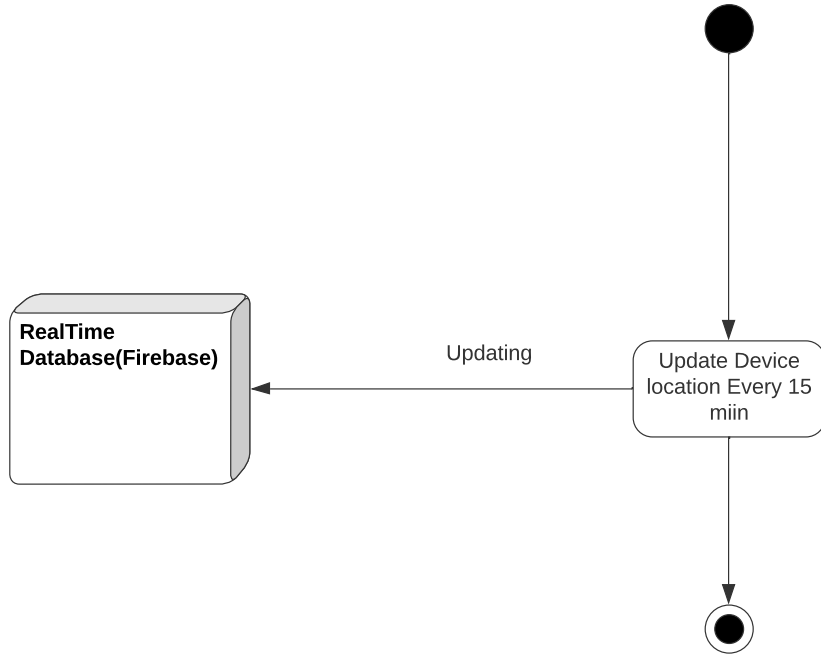 RealTime
Database(Firebase)
Updating
Update Device
location Every 15
miin